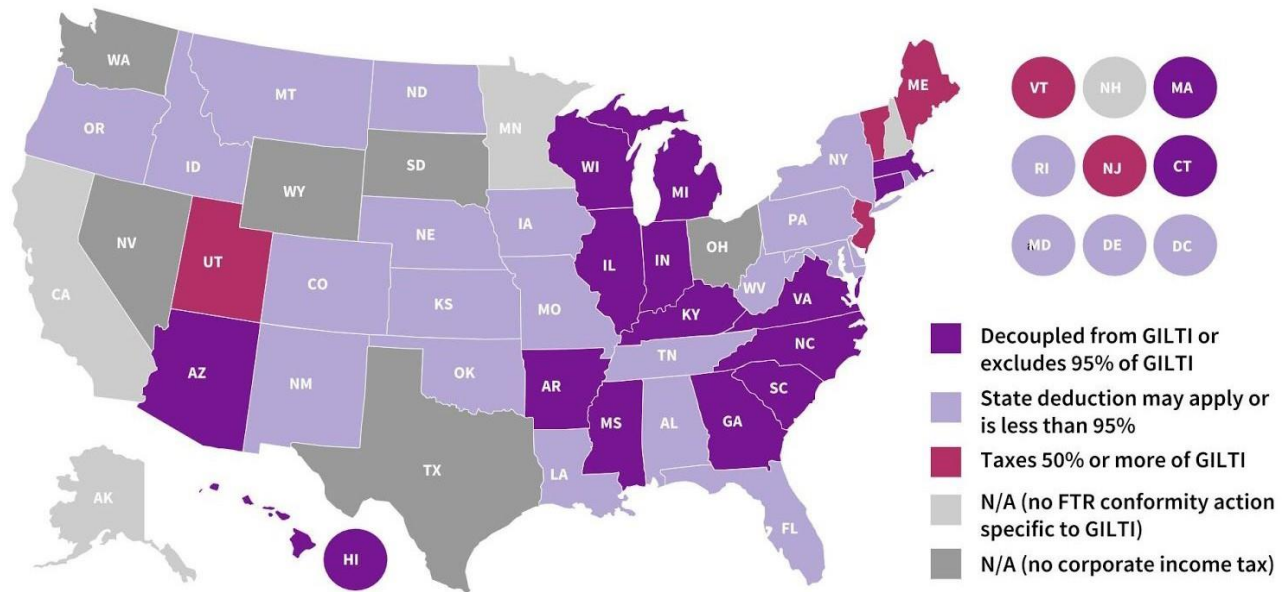 WA
MT
ND
MN
ME
OR
ID
SD
WI
NY
WY
MI
NV
NE
IA
PA
UT
OH
IL
IN
CA
CO
WV
KS
MO
VA
KY
NC
AZ
TN
NM
OK
AR
SC
MS
AL
GA
TX
LA
AK
FL
HI
VT
NH
MA
RI
NJ
CT
MD
DE
DC
Decoupled from GILTI or
excludes 95% of GILTI
State deduction may apply or
is less than 95%
Taxes 50% or more of GILTI
N/A (no FTR conformity action
specific to GILTI)
N/A (no corporate income tax)